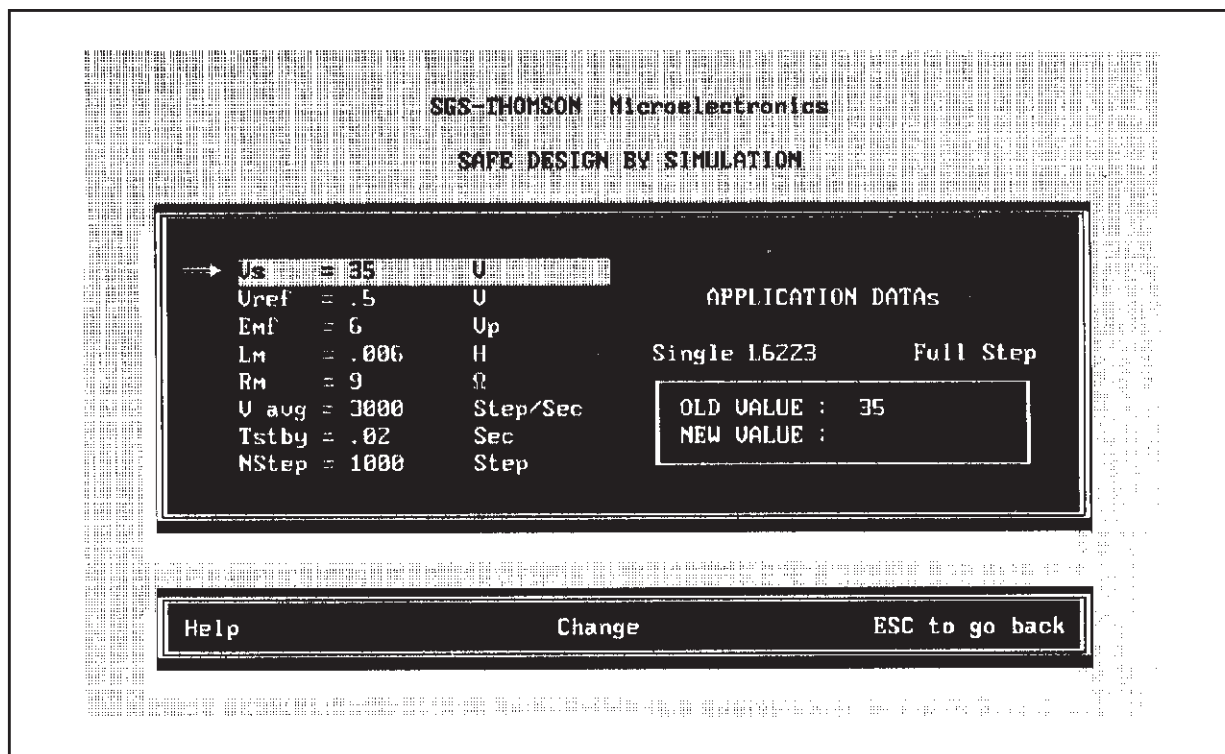 SGS-THOMSON Microelectronics
SAFE DESIGN BY SIMULATION
Vs = 35 V
Vref = .5 V
Emf = 6 Vp
Lm = .006 H
Rm = 9 Ω
V avg = 3000 Step/Sec
Tstby = .02 Sec
NStep = 1000 Step
APPLICATION DATAs
Single L6223 Full Step
OLD VALUE : 35
NEW VALUE :
Help Change ESC to go back